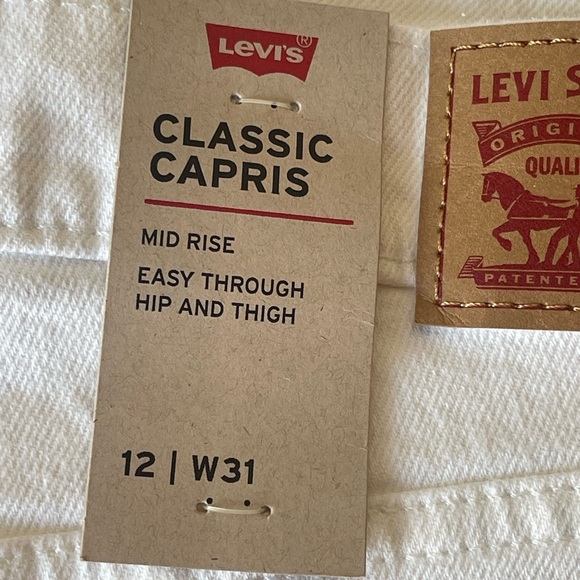 LEVI'S®
CLASSIC
CAPRIS
MID RISE
EASY THROUGH
HIP AND THIGH
12 | W31
LEVI S
ORIGI
QUALI
PATENTE